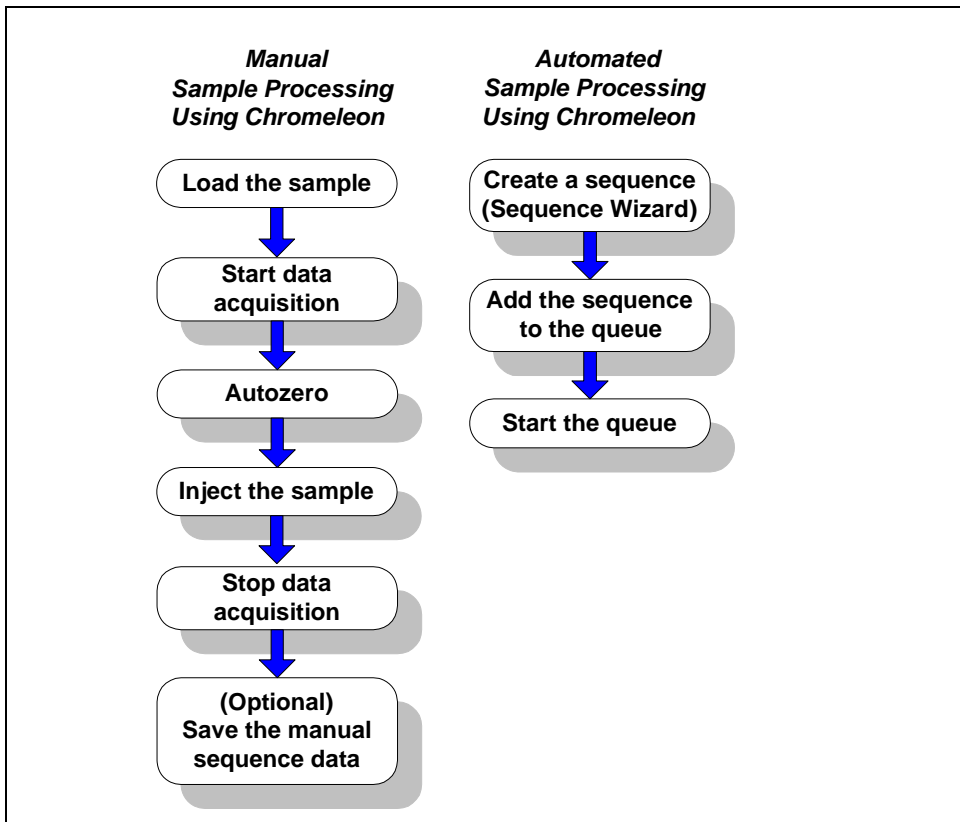 Manual
Sample Processing
Using Chromeleon
Load the sample
Start data
acquisition
Autozero
Inject the sample
Stop data
acquisition
(Optional)
Save the manual
sequence data
Automated
Sample Processing
Using Chromeleon
Create a sequence
(Sequence Wizard)
Add the sequence
to the queue
Start the queue